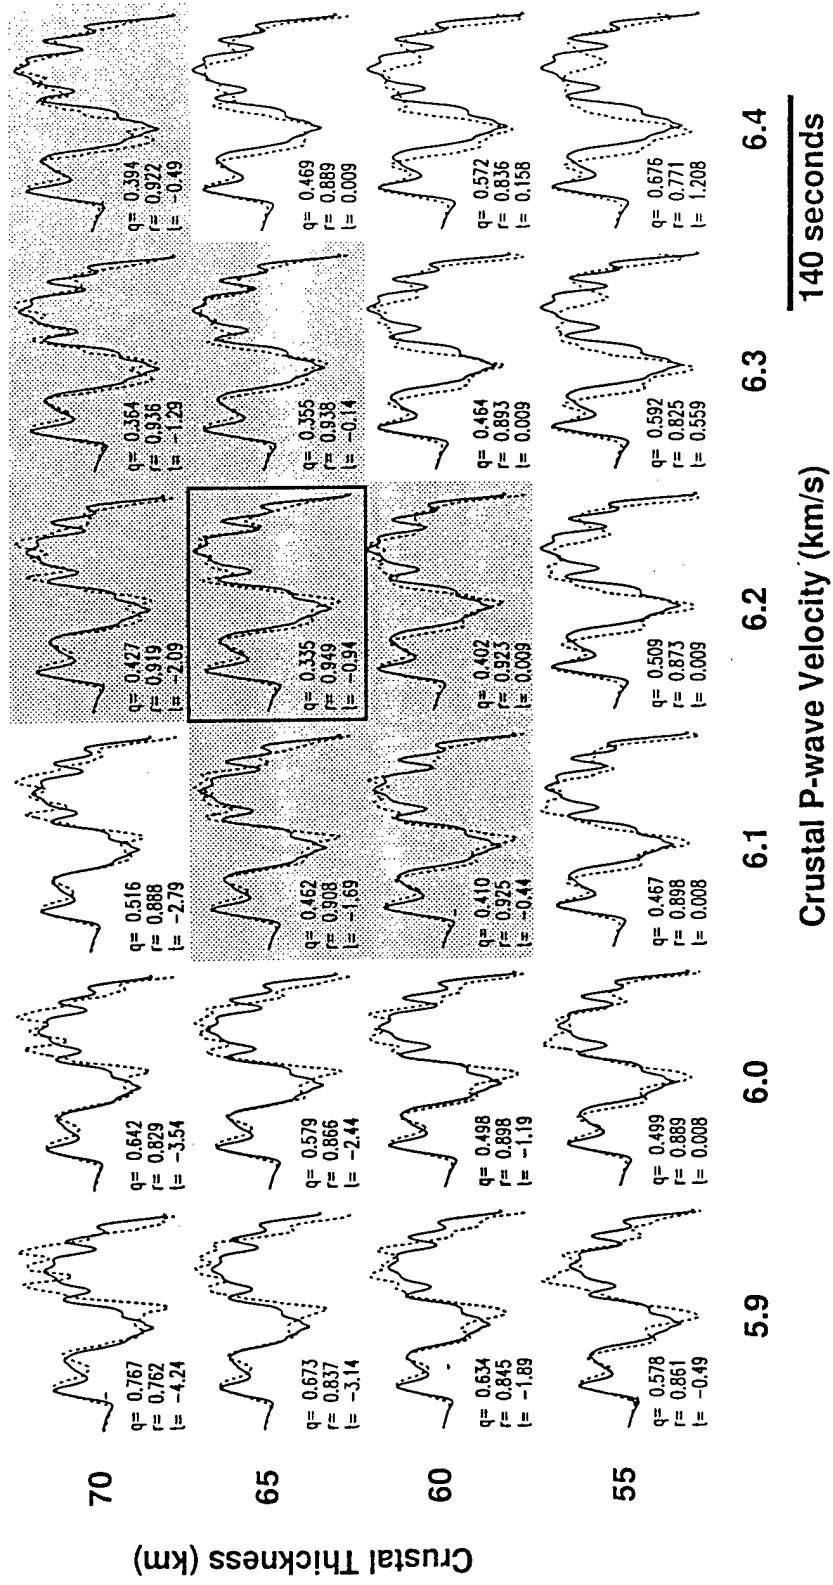 Crustal Thickness (km)
70
q= 0.767
r= 0.762
t= −4.24
q= 0.642
r= 0.829
t= −3.54
q= 0.516
r= 0.888
t= −2.79
q= 0.427
r= 0.919
t= −2.09
q= 0.364
r= 0.936
t= −1.29
q= 0.394
r= 0.922
t= −0.49
65
q= 0.673
r= 0.837
t= −3.14
q= 0.579
r= 0.866
t= −2.44
q= 0.462
r= 0.908
t= −1.69
q= 0.335
r= 0.949
t= −0.94
q= 0.355
r= 0.938
t= −0.14
q= 0.469
r= 0.889
t= 0.009
60
q= 0.634
r= 0.845
t= −1.89
q= 0.498
r= 0.898
t= −1.19
q= 0.410
r= 0.925
t= −0.44
q= 0.402
r= 0.923
t= 0.009
q= 0.464
r= 0.893
t= 0.009
q= 0.572
r= 0.836
t= 0.158
55
q= 0.578
r= 0.861
t= −0.49
q= 0.499
r= 0.889
t= 0.008
q= 0.467
r= 0.898
t= 0.008
q= 0.509
r= 0.873
t= 0.009
q= 0.592
r= 0.825
t= 0.559
q= 0.676
r= 0.771
t= 1.208
5.9 6.0 6.1 6.2 6.3 6.4
Crustal P-wave Velocity (km/s)
140 seconds